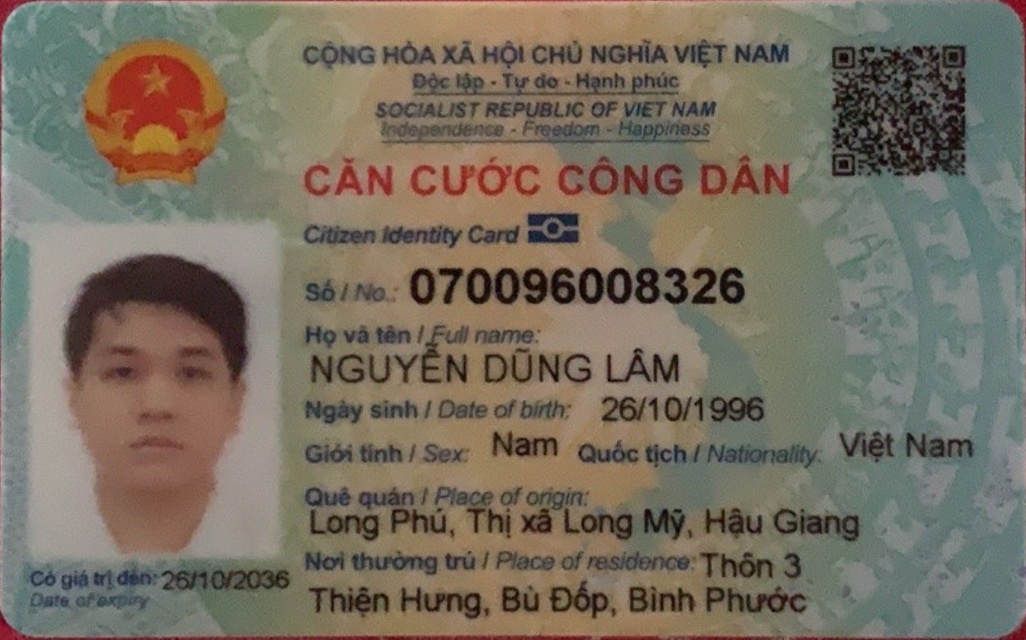 CỘNG HÒA XÃ HỘI CHỦ NGHĨA VIỆT NAM
Độc lập - Tự do - Hạnh phúc
SOCIALIST REPUBLIC OF VIET NAM
Independence - Freedom - Happiness
CĂN CƯỚC CÔNG DÂN
Citizen Identity Card
Số / No.: 070096008326
Họ và tên / Full name:
NGUYỄN DŨNG LÂM
Ngày sinh / Date of birth: 26/10/1996
Giới tính / Sex: Nam Quốc tịch / Nationality: Việt Nam
Quê quán / Place of origin:
Long Phú, Thị xã Long Mỹ, Hậu Giang
Nơi thường trú / Place of residence: Thôn 3
Thiện Hưng, Bù Đốp, Bình Phước
Có giá trị đến: 26/10/2036
Date of expiry